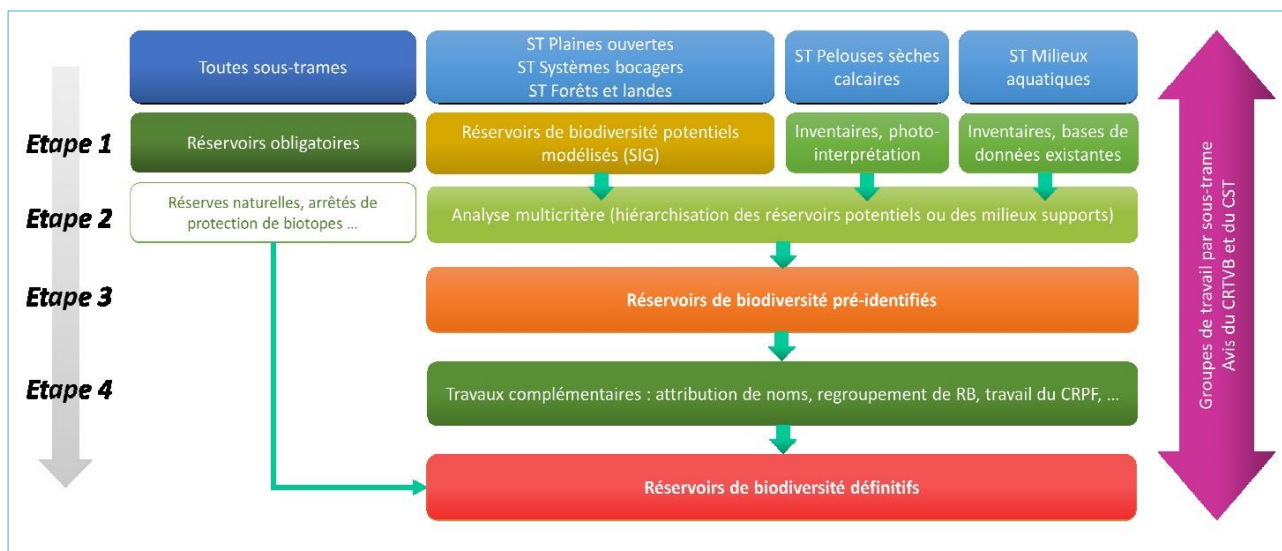 Toutes sous-trames
ST Plaines ouvertes
ST Systèmes bocagers
ST Forêts et landes
ST Pelouses sèches
calcaires
ST Milieux
aquatiques
Etape 1
Réservoirs obligatoires
Réservoirs de biodiversité potentiels
modélisés (SIG)
Inventaires, photo-
interprétation
Inventaires, bases de
données existantes
Etape 2
Réserves naturelles, arrêtés de
protection de biotopes ...
Analyse multicritère (hiérarchisation des réservoirs potentiels ou des milieux supports)
Etape 3
Réservoirs de biodiversité pré-identifiés
Etape 4
Travaux complémentaires : attribution de noms, regroupement de RB, travail du CRPF, ...
Réservoirs de biodiversité définitifs
Groupes de travail par sous-trame
Avis du CRTVB et du CST